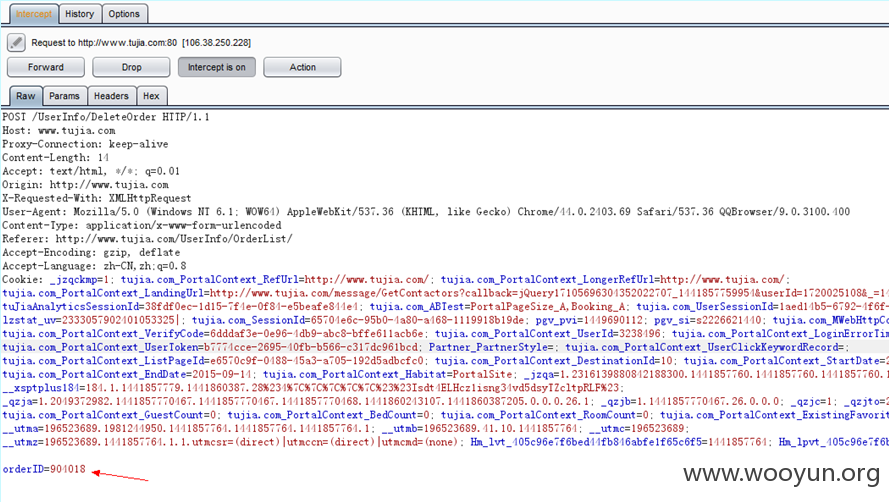 Intercept History Options
Request to http://www.tujia.com:80 [106.38.250.228]
Forward Drop Intercept is on Action
Raw Params Headers Hex
POST /UserInfo/DeleteOrder HTTP/1.1
Host: www.tujia.com
Proxy-Connection: keep-alive
Content-Length: 14
Accept: text/html, */*; q=0.01
Origin: http://www.tujia.com
X-Requested-With: XMLHttpRequest
User-Agent: Mozilla/5.0 (Windows NT 6.1; WOW64) AppleWebKit/537.36 (KHTML, like Gecko) Chrome/44.0.2403.69 Safari/537.36 QQBrowser/9.0.3100.400
Content-Type: application/x-www-form-urlencoded
Referer: http://www.tujia.com/UserInfo/OrderList/
Accept-Encoding: gzip, deflate
Accept-Language: zh-CN,zh;q=0.8
Cookie: _jzqckmp=1; tujia.com_PortalContext_RefUrl=http://www.tujia.com/; tujia.com_PortalContext_LongerRefUrl=http://www.tujia.com/;
tujia.com_PortalContext_LandingUrl=http://www.tujia.com/message/GetContactors?callback=jQuery17105696304352022707_1441857759954&userId=1720025108&_=14
tuJiaAnalyticsSessionId=38fdf0ec-1d15-7f4e-0f84-e5beafe844e1; tujia.com_ABTest=PortalPageSize_A,Booking_A; tujia.com_UserSessionId=1aed14b5-6792-4f6f-
lzstat_uv=2333057902401053325|; tujia.com_SessionId=65704e6c-95b0-4a80-a468-1119918b19de; pgv_pvi=1449690112; pgv_si=s2226621440; tujia.com_MWebHttpCo
tujia.com_PortalContext_VerifyCode=6dddaf3e-0e96-4db9-abc8-bffe611acb6e; tujia.com_PortalContext_UserId=3238496; tujia.com_PortalContext_LoginErrorTim
tujia.com_PortalContext_UserToken=b7774cce-2695-40fb-b566-c317dc961bcd; Partner_PartnerStyle=; tujia.com_PortalContext_UserClickKeywordRecord=;
tujia.com_PortalContext_ListPageId=e6570c9f-0488-45a3-a705-192d5adbcfc0; tujia.com_PortalContext_DestinationId=10; tujia.com_PortalContext_StartDate=2
tujia.com_PortalContext_EndDate=2015-09-14; tujia.com_PortalContext_Habitat=PortalSite; _jzqa=1.2316139880842188300.1441857760.1441857760.1441857760.1
__xsptplus184=184.1.1441857779.1441860387.28%234%7C%7C%7C%7C%7C%23%23Isdt4ELHcz1isng34vd5dsyTZcltpRLF%23;
_qzja=1.2049372982.1441857770467.1441857770467.1441857770468.1441860243107.1441860387205.0.0.0.26.1; _qzjb=1.1441857770467.26.0.0.0; _qzjc=1; _qzjto=2
tujia.com_PortalContext_GuestCount=0; tujia.com_PortalContext_BedCount=0; tujia.com_PortalContext_RoomCount=0; tujia.com_PortalContext_ExistingFavorit
__utma=196523689.1981244950.1441857764.1441857764.1441857764.1; __utmb=196523689.41.10.1441857764; __utmc=196523689;
__utmz=196523689.1441857764.1.1.utmcsr=(direct)|utmccn=(direct)|utmcmd=(none); Hm_lvt_405c96e7f6bed44fb846abfe1f65c6f5=1441857764; Hm_lpvt_405c96e7f6b
orderID=904018
www.wooyun.org